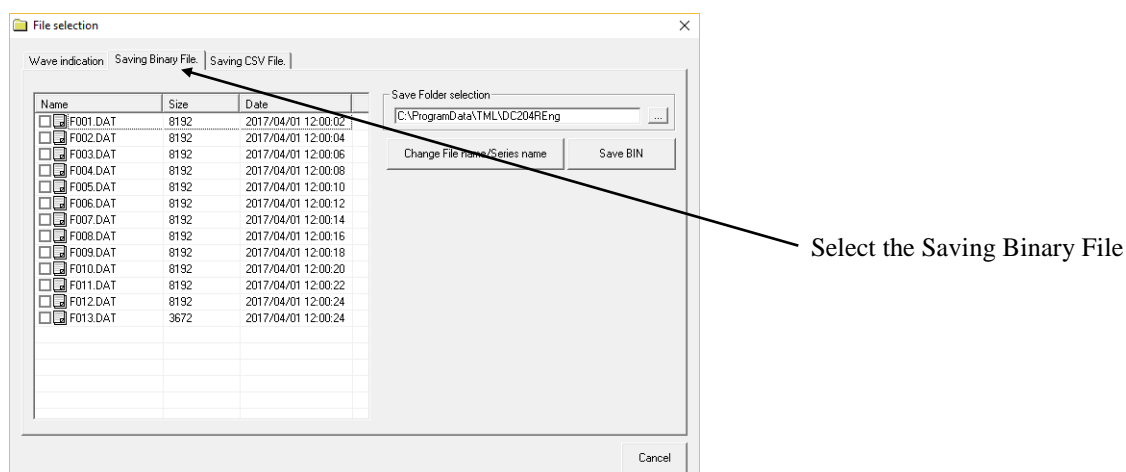 File selection
Wave indication Saving Binary File. Saving CSV File.
Name Size Date
F001.DAT 8192 2017/04/01 12:00:02
F002.DAT 8192 2017/04/01 12:00:04
F003.DAT 8192 2017/04/01 12:00:06
F004.DAT 8192 2017/04/01 12:00:08
F005.DAT 8192 2017/04/01 12:00:10
F006.DAT 8192 2017/04/01 12:00:12
F007.DAT 8192 2017/04/01 12:00:14
F008.DAT 8192 2017/04/01 12:00:16
F009.DAT 8192 2017/04/01 12:00:18
F010.DAT 8192 2017/04/01 12:00:20
F011.DAT 8192 2017/04/01 12:00:22
F012.DAT 8192 2017/04/01 12:00:24
F013.DAT 3672 2017/04/01 12:00:24
Save Folder selection
C:\ProgramData\TML\DC204REng ...
Change File name/Series name Save BIN
Select the Saving Binary File
Cancel